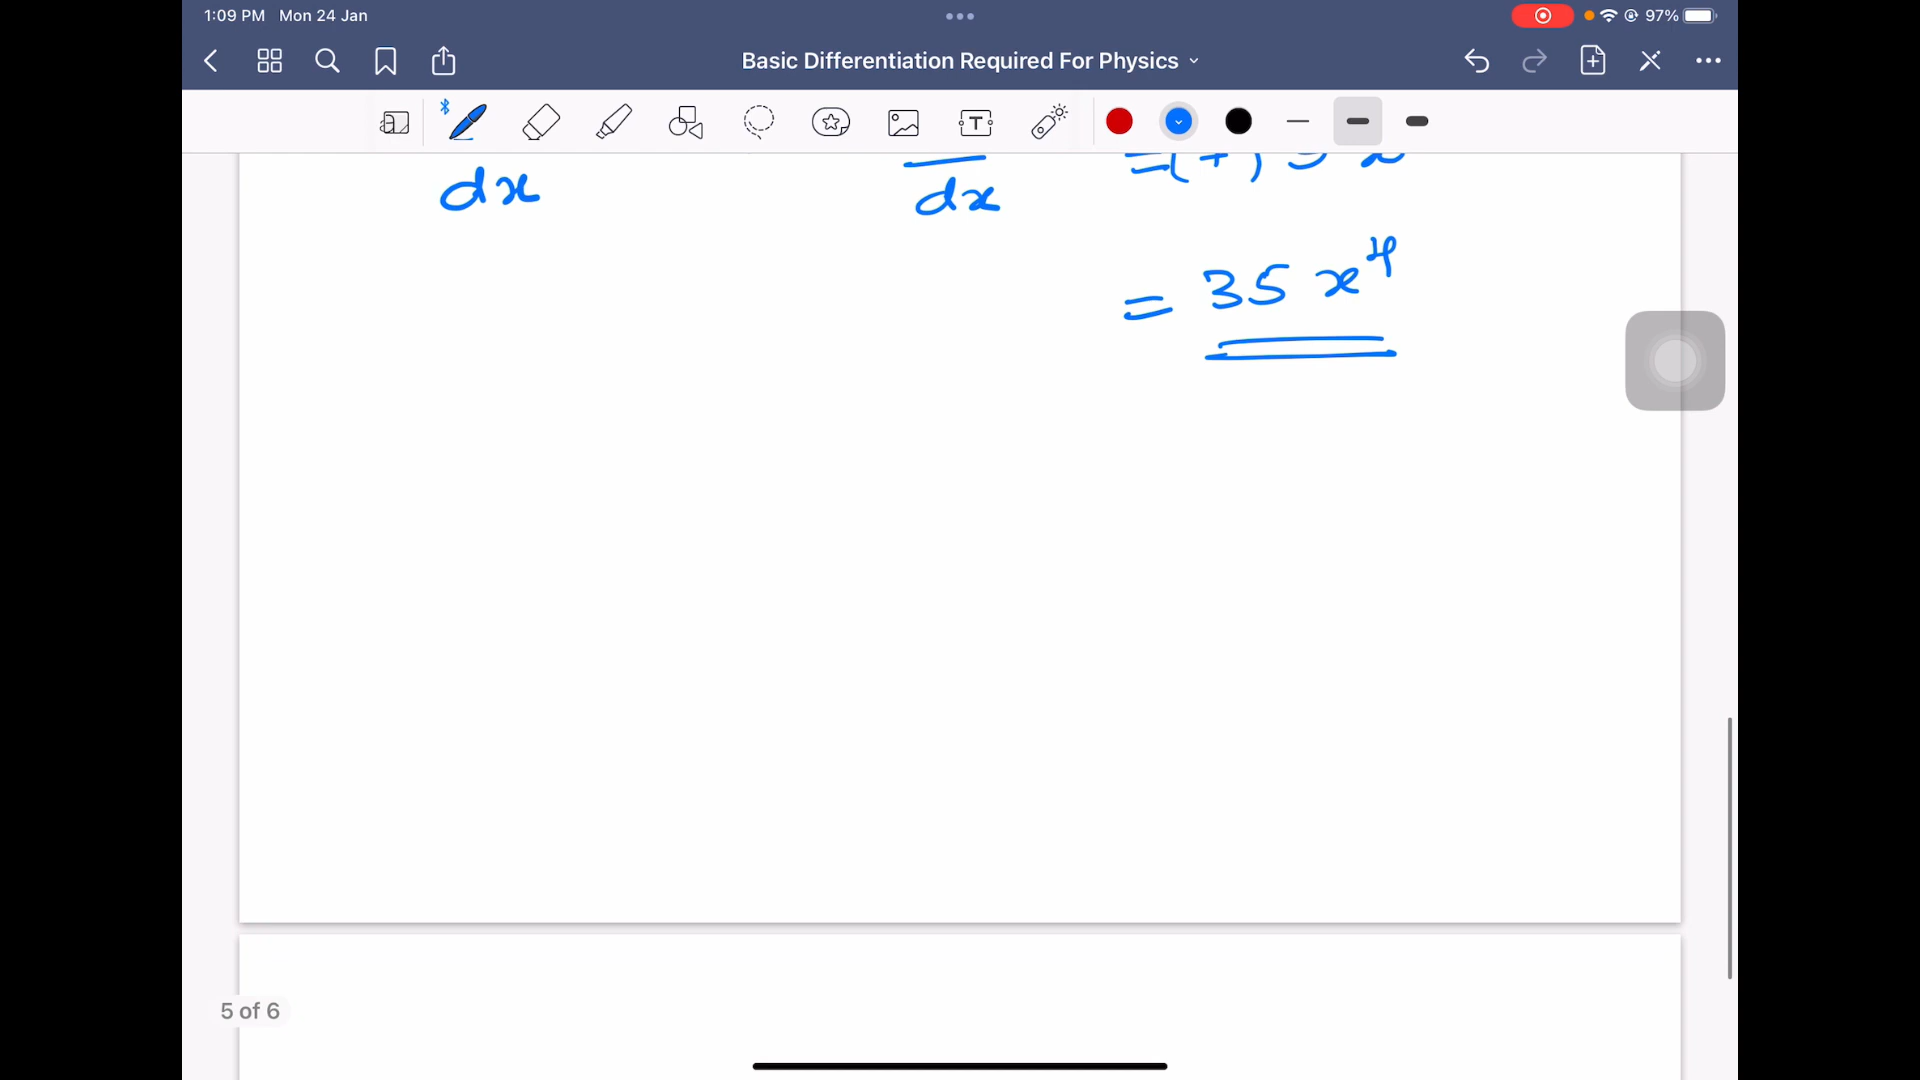 1:09 PM Mon 24 Jan
97%
Basic Differentiation Required For Physics
T
dx
dx
= 35 x⁴
5 of 6